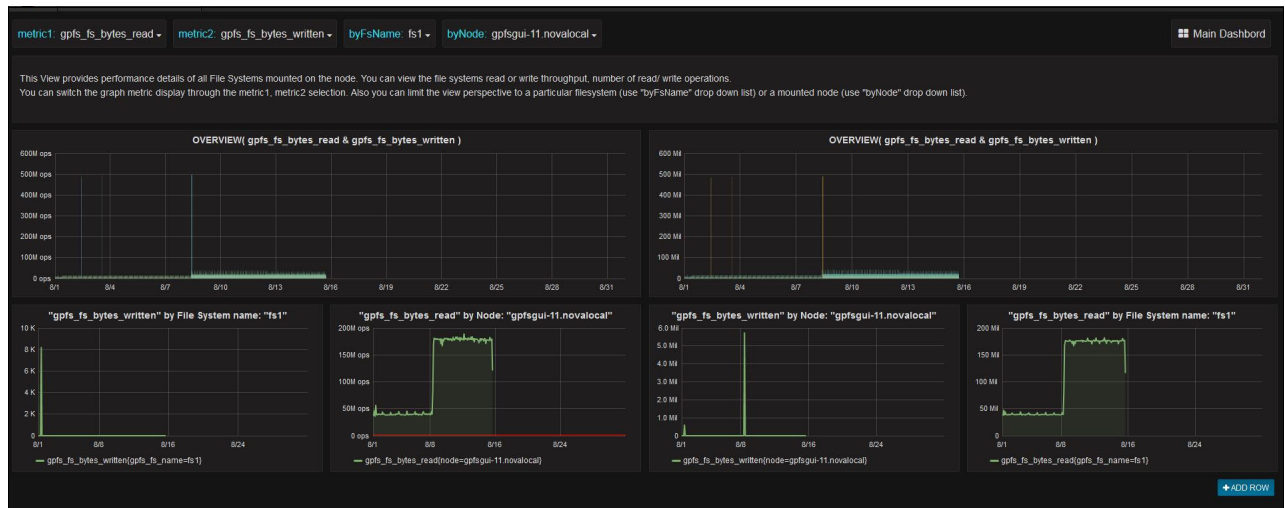 metric1: gpfs_fs_bytes_read metric2: gpfs_fs_bytes_written byFsName: fs1 byNode: gpfsgui-11.novalocal Main Dashbord
This View provides performance details of all File Systems mounted on the node. You can view the file systems read or write throughput, number of read/ write operations.
You can switch the graph metric display through the metric1, metric2 selection. Also you can limit the view perspective to a particular filesystem (use "byFsName" drop down list) or a mounted node (use "byNode" drop down list).
OVERVIEW( gpfs_fs_bytes_read & gpfs_fs_bytes_written )
600M ops
500M ops
400M ops
300M ops
200M ops
100M ops
0 ops
8/1 8/4 8/7 8/10 8/13 8/16 8/19 8/22 8/25 8/28 8/31
OVERVIEW( gpfs_fs_bytes_read & gpfs_fs_bytes_written )
600 Mil
500 Mil
400 Mil
300 Mil
200 Mil
100 Mil
0
8/1 8/4 8/7 8/10 8/13 8/16 8/19 8/22 8/25 8/28 8/31
"gpfs_fs_bytes_written" by File System name: "fs1"
10 K
8 K
6 K
4 K
2 K
0
8/1 8/8 8/16 8/24
gpfs_fs_bytes_written{gpfs_fs_name=fs1}
"gpfs_fs_bytes_read" by Node: "gpfsgui-11.novalocal"
200M ops
150M ops
100M ops
50M ops
0 ops
8/1 8/8 8/16 8/24
gpfs_fs_bytes_read{node=gpfsgui-11.novalocal}
"gpfs_fs_bytes_written" by Node: "gpfsgui-11.novalocal"
6.0 Mil
5.0 Mil
4.0 Mil
3.0 Mil
2.0 Mil
1.0 Mil
0
8/1 8/8 8/16 8/24
gpfs_fs_bytes_written{node=gpfsgui-11.novalocal}
"gpfs_fs_bytes_read" by File System name: "fs1"
200 Mil
150 Mil
100 Mil
50 Mil
0
8/1 8/8 8/16 8/24
gpfs_fs_bytes_read{gpfs_fs_name=fs1}
+ ADD ROW